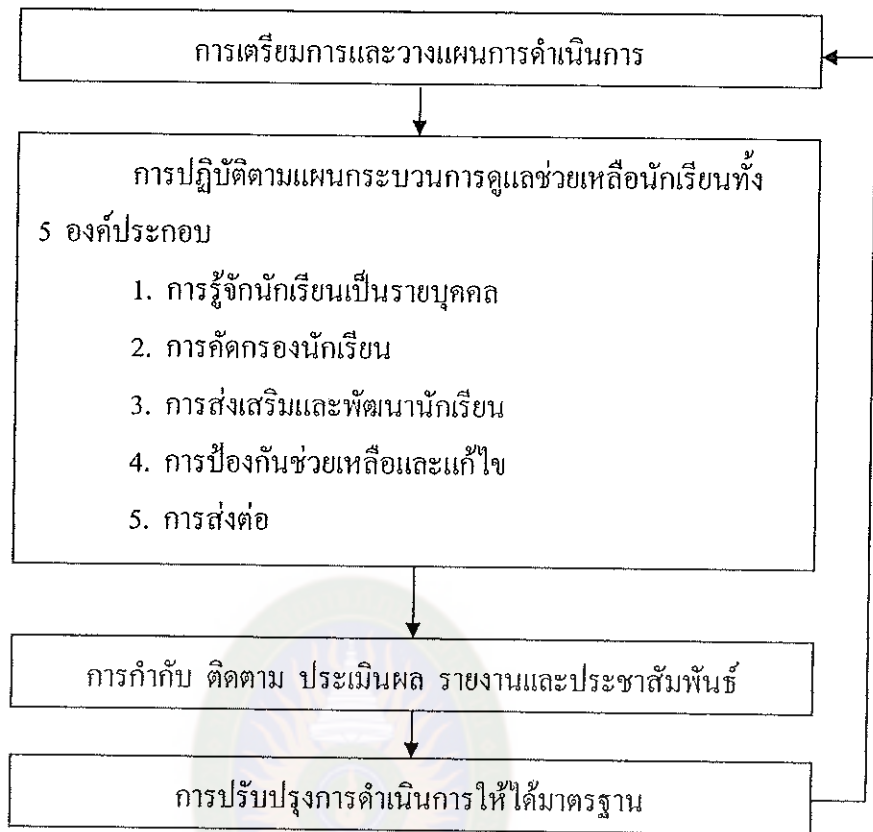 การเตรียมการและวางแผนการดำเนินการ
การปฏิบัติตามแผนกระบวนการดูแลช่วยเหลือนักเรียนทั้ง
5 องค์ประกอบ
1. การรู้จักนักเรียนเป็นรายบุคคล
2. การคัดกรองนักเรียน
3. การส่งเสริมและพัฒนานักเรียน
4. การป้องกันช่วยเหลือและแก้ไข
5. การส่งต่อ
การกำกับ ติดตาม ประเมินผล รายงานและประชาสัมพันธ์
การปรับปรุงการดำเนินการให้ได้มาตรฐาน